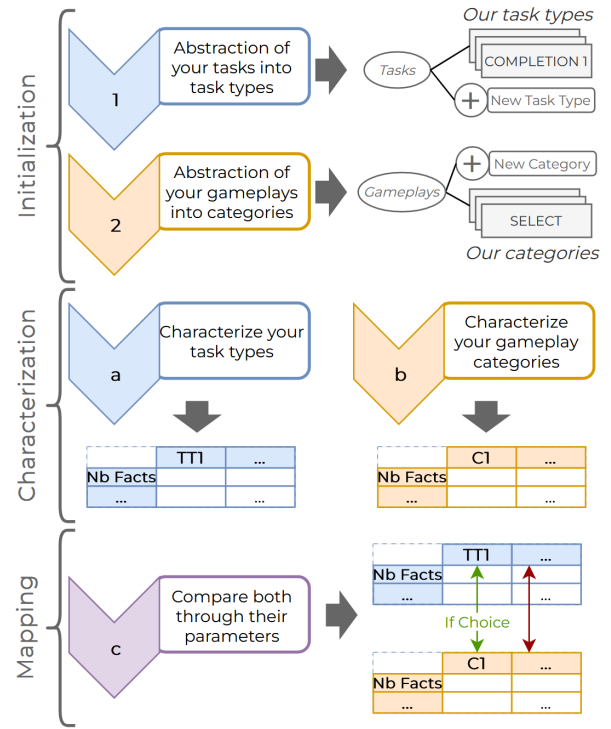 Initialization
1
Abstraction of
your tasks into
task types
Tasks
Our task types
COMPLETION 1
New Task Type
2
Abstraction of
your gameplays
into categories
Gameplays
New Category
SELECT
Our categories
Characterization
a
Characterize your
task types
b
Characterize
your gameplay
categories
TT1 ...
Nb Facts
... ...
C1 ...
Nb Facts
... ...
Mapping
c
Compare both
through their
parameters
TT1 ...
Nb Facts
...
If Choice
C1 ...
Nb Facts
...